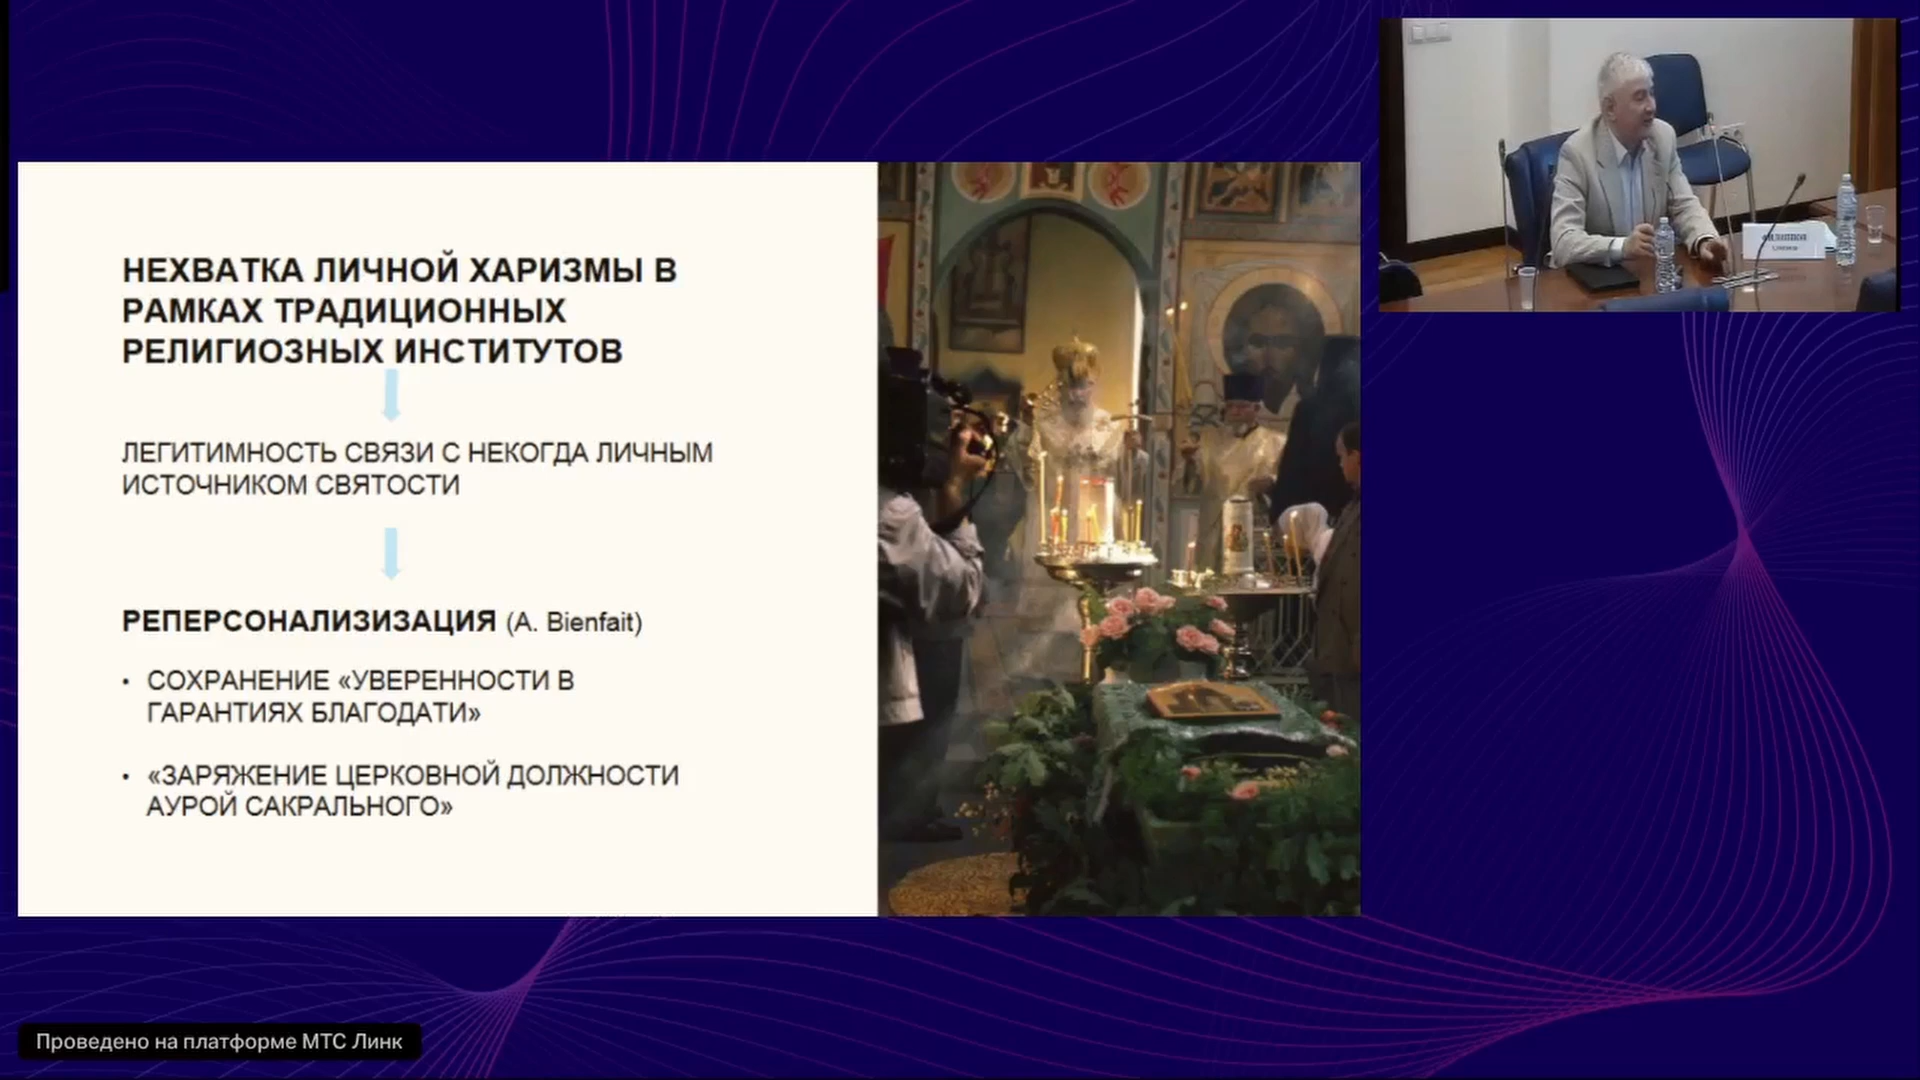 НЕХВАТКА ЛИЧНОЙ ХАРИЗМЫ В
РАМКАХ ТРАДИЦИОННЫХ
РЕЛИГИОЗНЫХ ИНСТИТУТОВ
ЛЕГИТИМНОСТЬ СВЯЗИ С НЕКОГДА ЛИЧНЫМ
ИСТОЧНИКОМ СВЯТОСТИ
РЕПЕРСОНАЛИЗИЗАЦИЯ (A. Bienfait)
• СОХРАНЕНИЕ «УВЕРЕННОСТИ В
ГАРАНТИЯХ БЛАГОДАТИ»
• «ЗАРЯЖЕНИЕ ЦЕРКОВНОЙ ДОЛЖНОСТИ
АУРОЙ САКРАЛЬНОГО»
Проведено на платформе МТС Линк